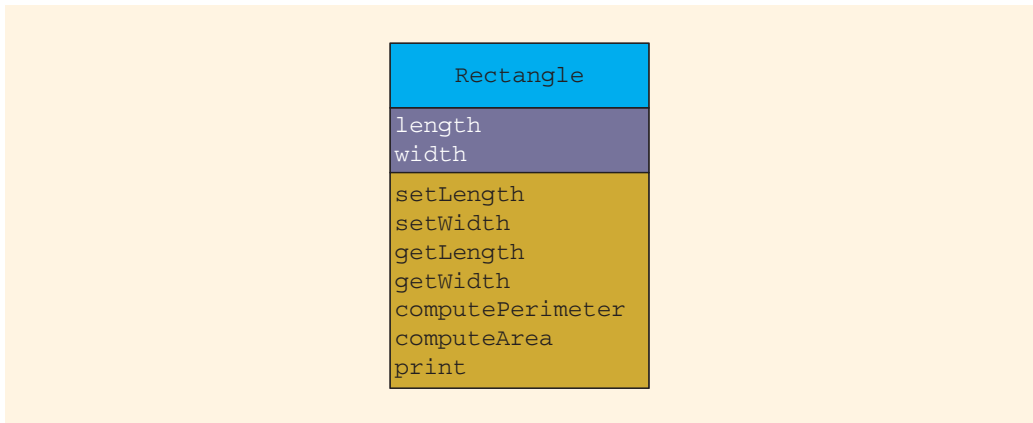 Rectangle
length
width
setLength
setWidth
getLength
getWidth
computePerimeter
computeArea
print